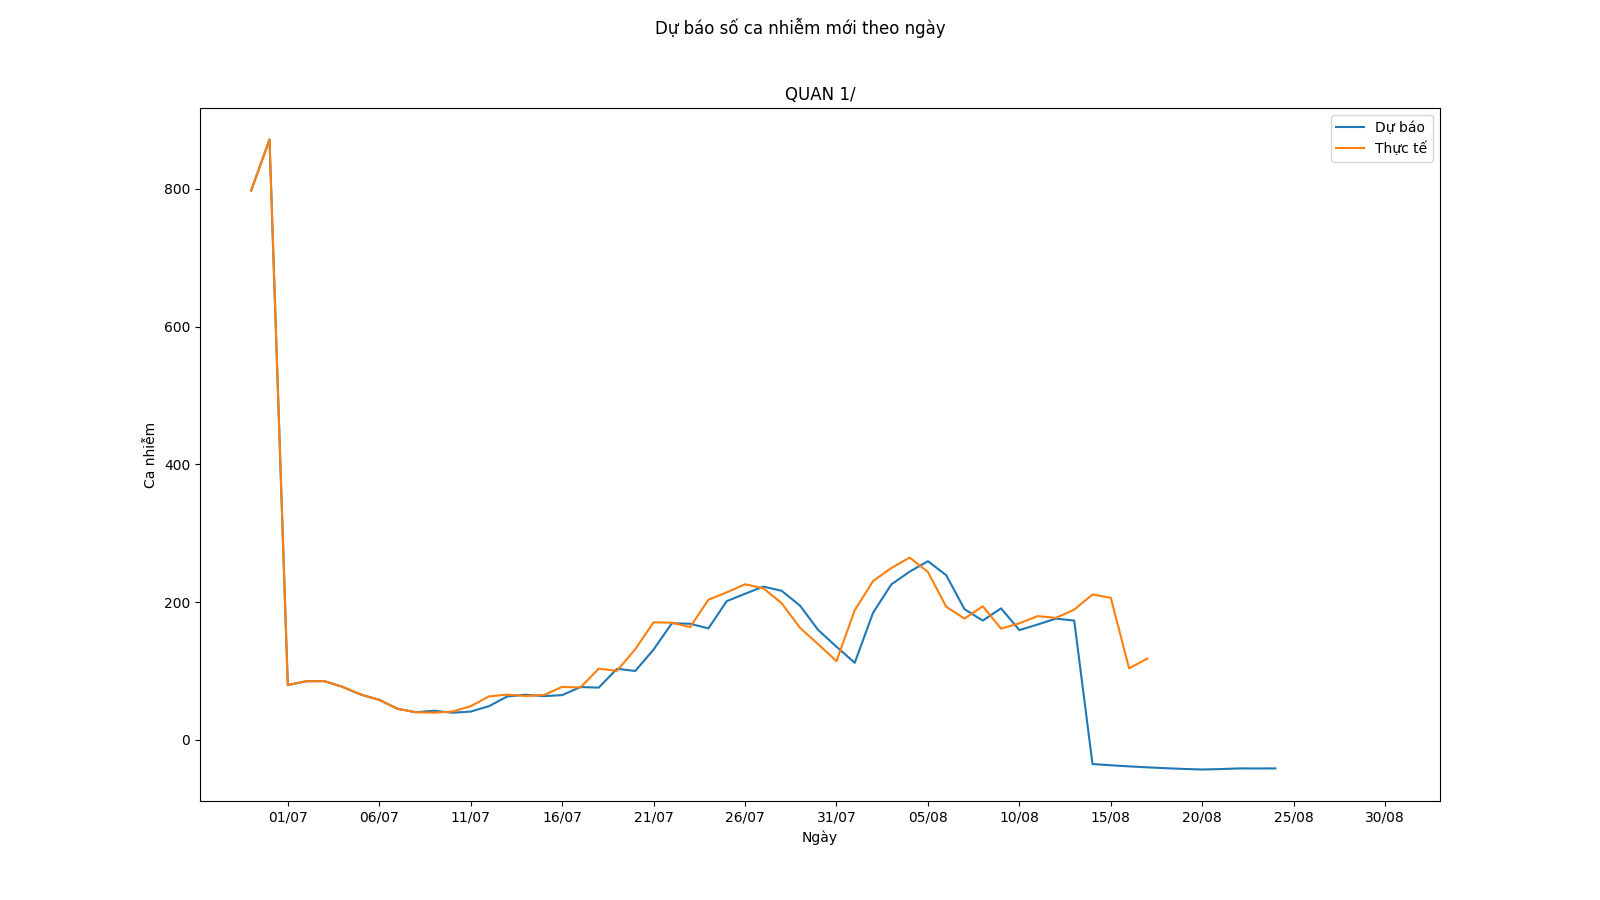 Dự báo số ca nhiễm mới theo ngày
QUAN 1/
Dự báo
Thực tế
800
600
400
200
0
Ca nhiễm
01/07 06/07 11/07 16/07 21/07 26/07 31/07 05/08 10/08 15/08 20/08 25/08 30/08
Ngày